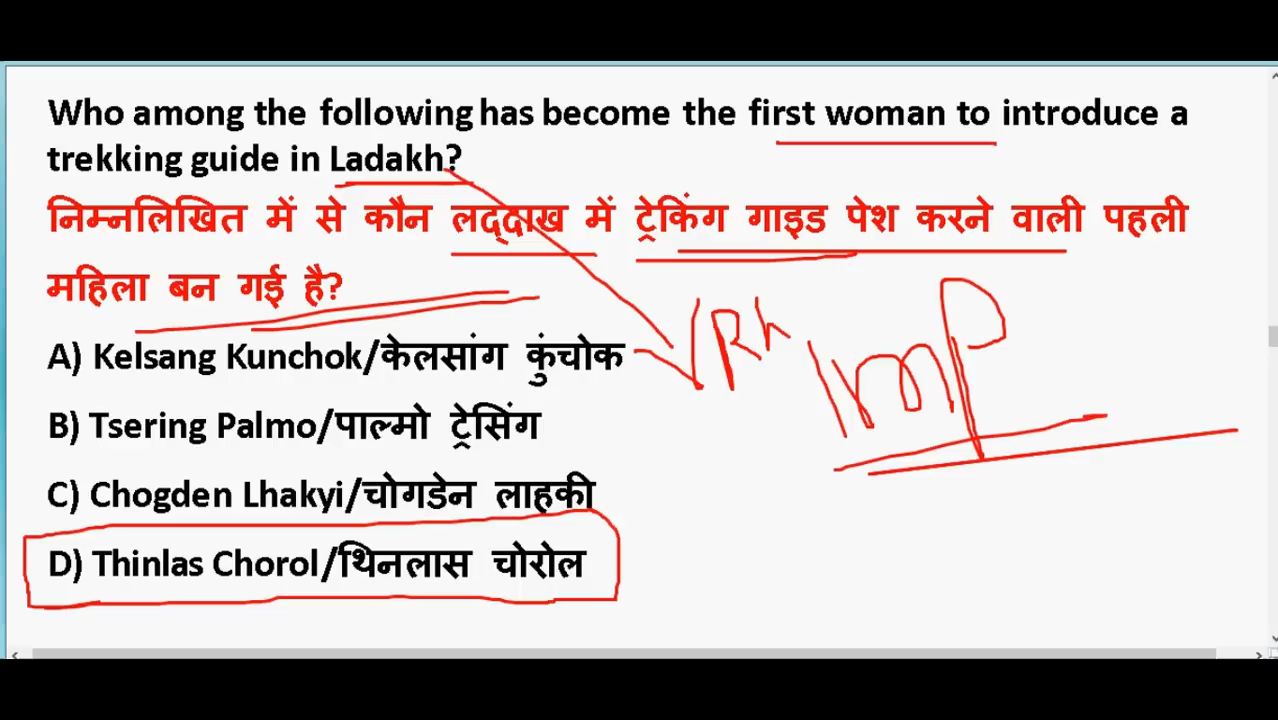 Who among the following has become the first woman to introduce a
trekking guide in Ladakh?
निम्नलिखित में से कौन लद्दाख में ट्रेकिंग गाइड पेश करने वाली पहली
महिला बन गई है?
A) Kelsang Kunchok/केलसांग कुंचोक
B) Tsering Palmo/पाल्मो ट्रेसिंग
C) Chogden Lhakyi/चोगडेन लाहकी
D) Thinlas Chorol/थिनलास चोरोल
IMP